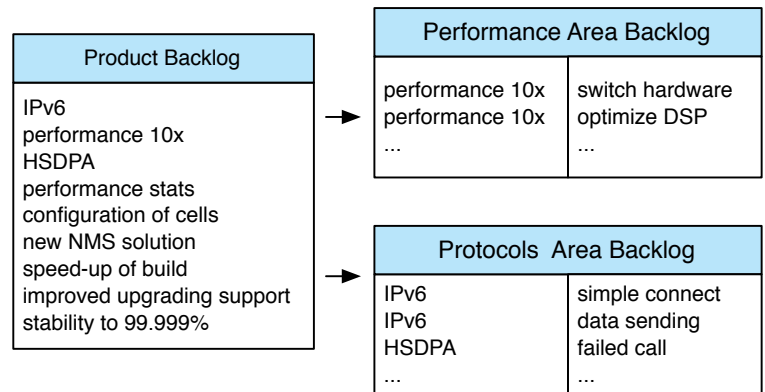 Product Backlog
IPv6
performance 10x
HSDPA
performance stats
configuration of cells
new NMS solution
speed-up of build
improved upgrading support
stability to 99.999%
Performance Area Backlog
performance 10x switch hardware
performance 10x optimize DSP
... ...
Protocols Area Backlog
IPv6 simple connect
IPv6 data sending
HSDPA failed call
... ...